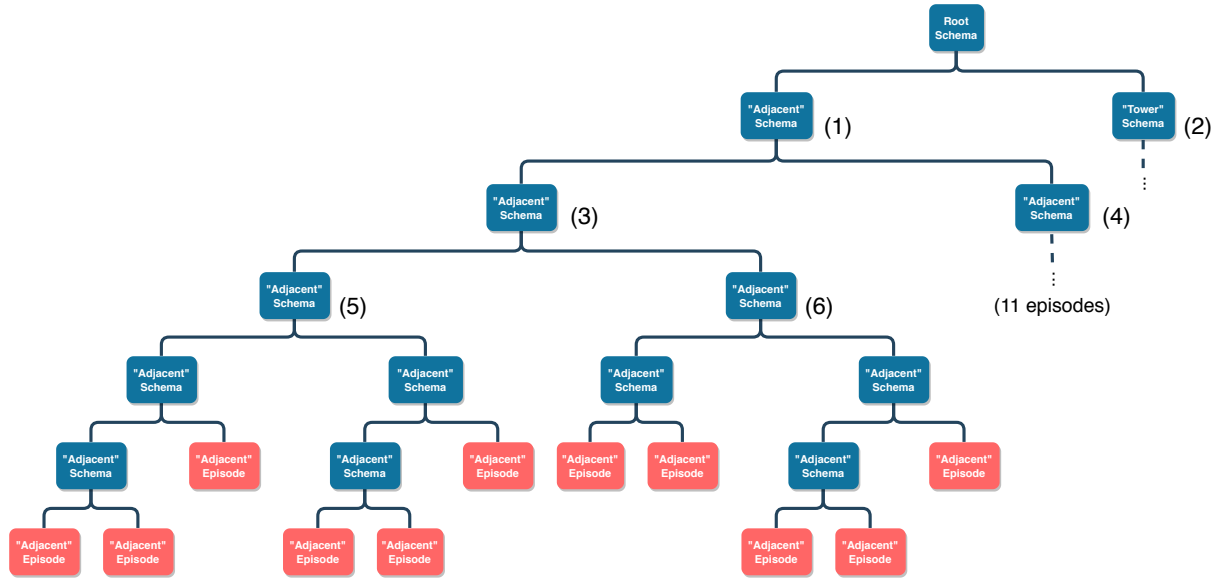 Root
Schema
"Adjacent"
Schema
(1)
"Tower"
Schema
(2)
⋮
"Adjacent"
Schema
(3)
"Adjacent"
Schema
(4)
⋮
(11 episodes)
"Adjacent"
Schema
(5)
"Adjacent"
Schema
(6)
"Adjacent"
Schema
"Adjacent"
Schema
"Adjacent"
Schema
"Adjacent"
Schema
"Adjacent"
Schema
"Adjacent"
Episode
"Adjacent"
Schema
"Adjacent"
Episode
"Adjacent"
Episode
"Adjacent"
Episode
"Adjacent"
Schema
"Adjacent"
Episode
"Adjacent"
Episode
"Adjacent"
Episode
"Adjacent"
Episode
"Adjacent"
Episode
"Adjacent"
Episode
"Adjacent"
Episode